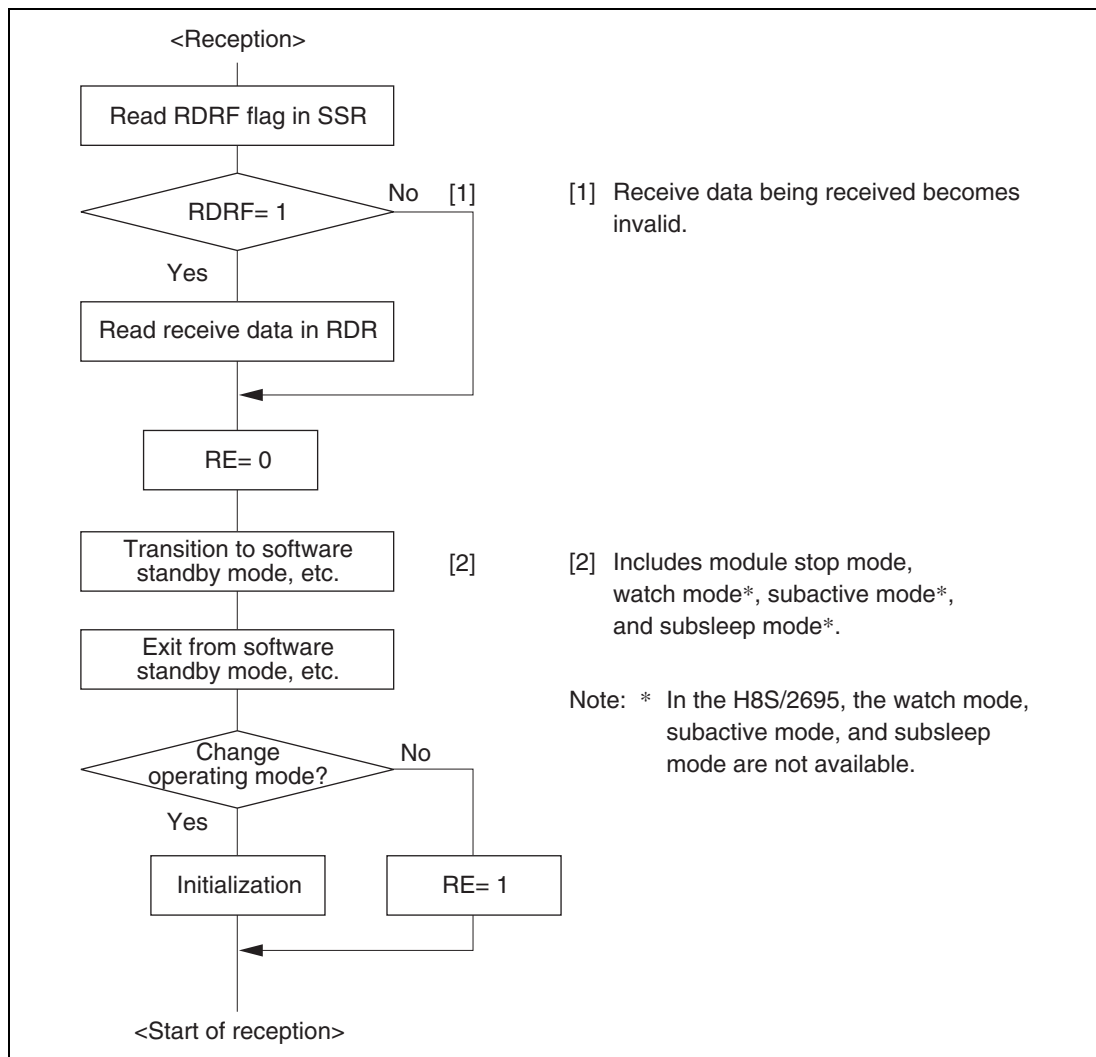 <Reception>
Read RDRF flag in SSR
RDRF= 1
No [1]
[1] Receive data being received becomes
invalid.
Yes
Read receive data in RDR
RE= 0
Transition to software
standby mode, etc.
[2]
[2] Includes module stop mode,
watch mode*, subactive mode*,
and subsleep mode*.
Exit from software
standby mode, etc.
Note: * In the H8S/2695, the watch mode,
subactive mode, and subsleep
mode are not available.
Change
operating mode?
No
Yes
Initialization
RE= 1
<Start of reception>